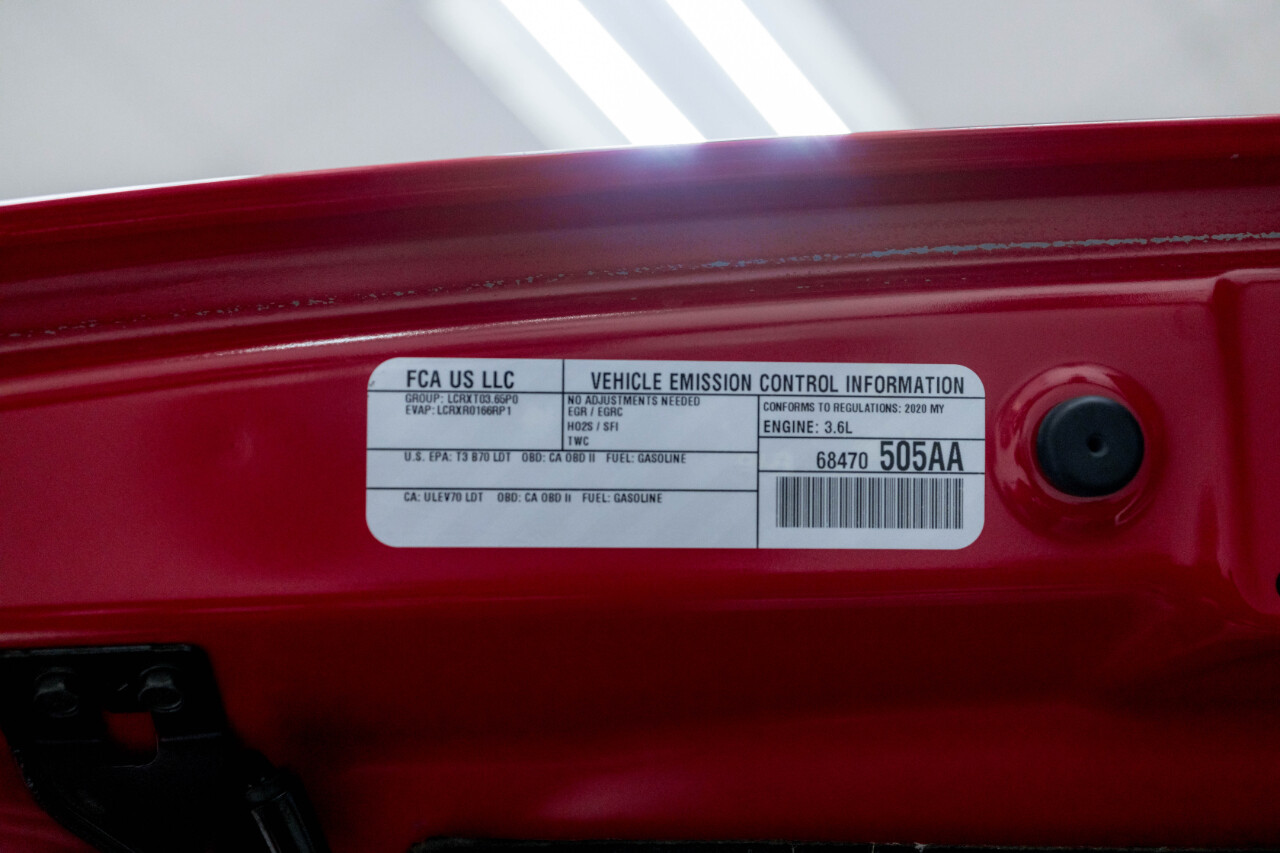 FCA US LLC
VEHICLE EMISSION CONTROL INFORMATION
GROUP: LCRXT03.65P0
EVAP: LCRXR0166RP1
NO ADJUSTMENTS NEEDED
EGR / EGRC
HO2S / SFI
TWC
CONFORMS TO REGULATIONS: 2020 MY
ENGINE: 3.6L
U.S. EPA: T3 B70 LDT OBD: CA OBD II FUEL: GASOLINE
68470 505AA
CA: ULEV70 LDT OBD: CA OBD II FUEL: GASOLINE